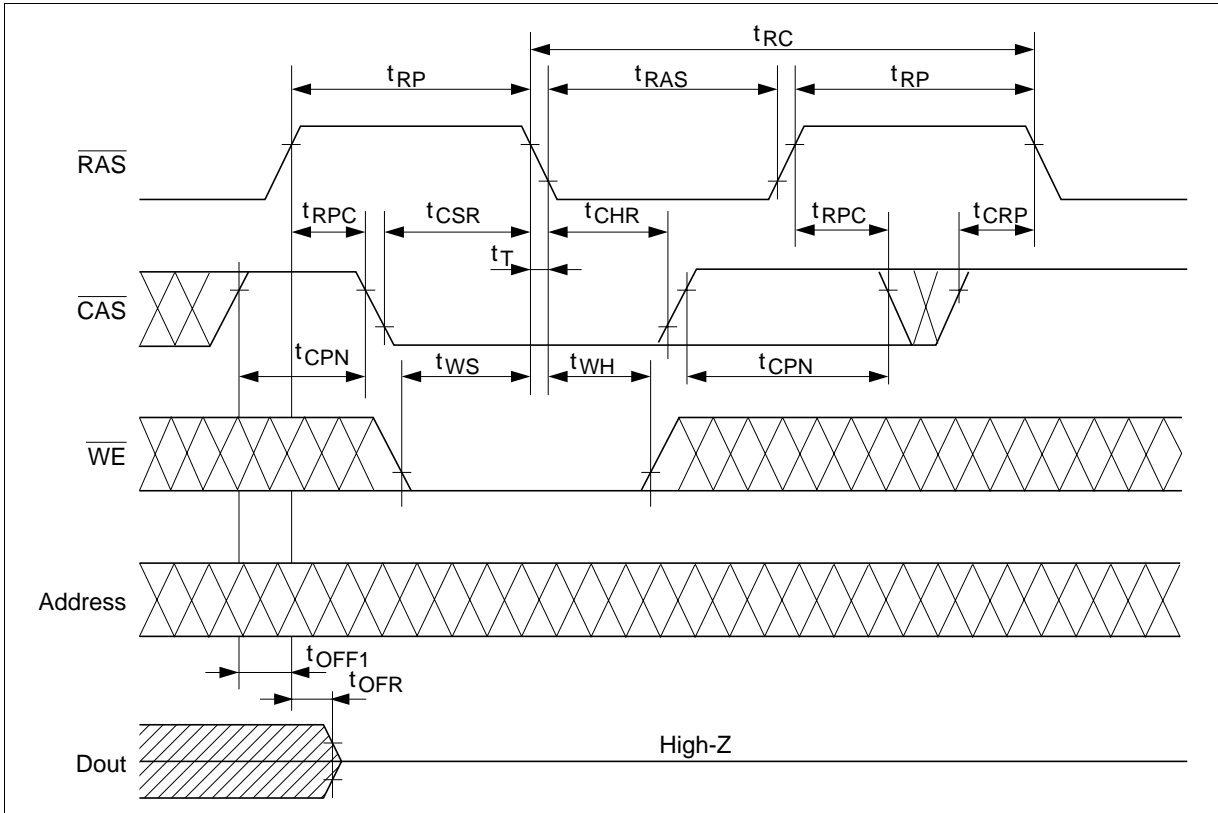 tRC
tRP tRAS tRP
RAS
tRPC tCSR tCHR tRPC tCRP
tT
CAS
tCPN tWS tWH tCPN
WE
Address
tOFF1
tOFR
High-Z
Dout